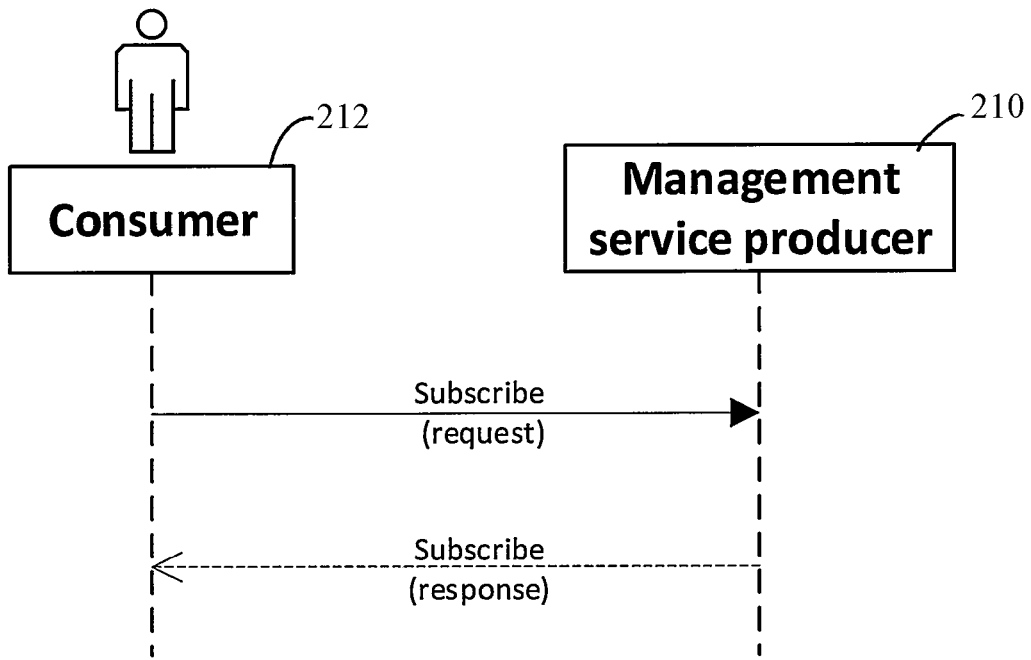 212
210
Consumer
Management
service producer
Subscribe
(request)
Subscribe
(response)